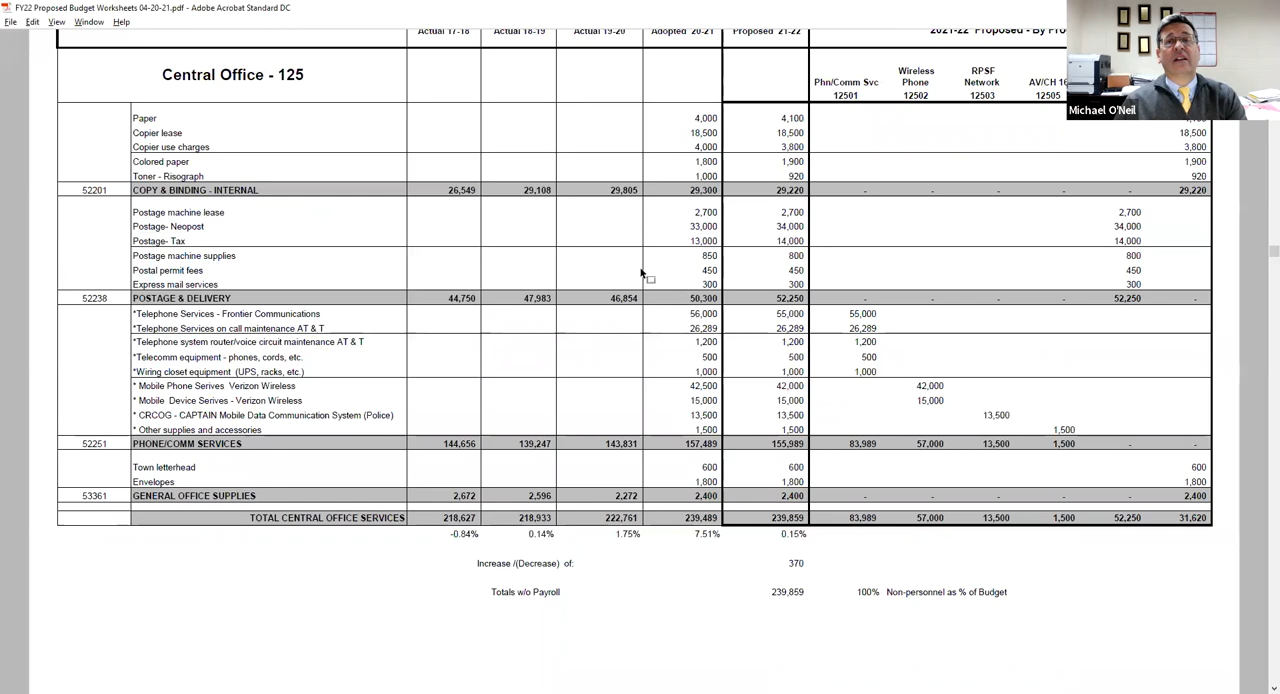 FY22 Proposed Budget Worksheets 04-20-21.pdf - Adobe Acrobat Standard DC
File Edit View Window Help
Actual 17-18 Actual 18-19 Actual 19-20 Adopted 20-21 Proposed 21-22 2021-22 Proposed - By
Central Office - 125
Phn/Comm Svc 12501 Wireless Phone 12502 RPSF Network 12503 AV/CH 16 12505
Michael O'Neil
Paper 4,000 4,100
Copier lease 18,500 18,500 18,500
Copier use charges 4,000 3,800 3,800
Colored paper 1,800 1,900 1,900
Toner - Risograph 1,000 920 920
52201 COPY & BINDING - INTERNAL 26,549 29,108 29,805 29,300 29,220 - - - - - 29,220
Postage machine lease 2,700 2,700 2,700
Postage- Neopost 33,000 34,000 34,000
Postage- Tax 13,000 14,000 14,000
Postage machine supplies 850 800 800
Postal permit fees 450 450 450
Express mail services 300 300 300
52238 POSTAGE & DELIVERY 44,750 47,983 46,854 50,300 52,250 - - - - 52,250 -
*Telephone Services - Frontier Communications 56,000 55,000 55,000
*Telephone Services on call maintenance AT & T 26,289 26,289 26,289
*Telephone system router/voice circuit maintenance AT & T 1,200 1,200 1,200
*Telecomm equipment - phones, cords, etc. 500 500 500
*Wiring closet equipment (UPS, racks, etc.) 1,000 1,000 1,000
* Mobile Phone Serives Verizon Wireless 42,500 42,000 42,000
* Mobile Device Serives - Verizon Wireless 15,000 15,000 15,000
* CRCOG - CAPTAIN Mobile Data Communication System (Police) 13,500 13,500 13,500
* Other supplies and accessories 1,500 1,500 1,500
52251 PHONE/COMM SERVICES 144,656 139,247 143,831 157,489 155,989 83,989 57,000 13,500 1,500 - -
Town letterhead 600 600 600
Envelopes 1,800 1,800 1,800
53361 GENERAL OFFICE SUPPLIES 2,672 2,596 2,272 2,400 2,400 - - - - - 2,400
TOTAL CENTRAL OFFICE SERVICES 218,627 218,933 222,761 239,489 239,859 83,989 57,000 13,500 1,500 52,250 31,620
-0.84% 0.14% 1.75% 7.51% 0.15%
Increase /(Decrease) of: 370
Totals w/o Payroll 239,859 100% Non-personnel as % of Budget